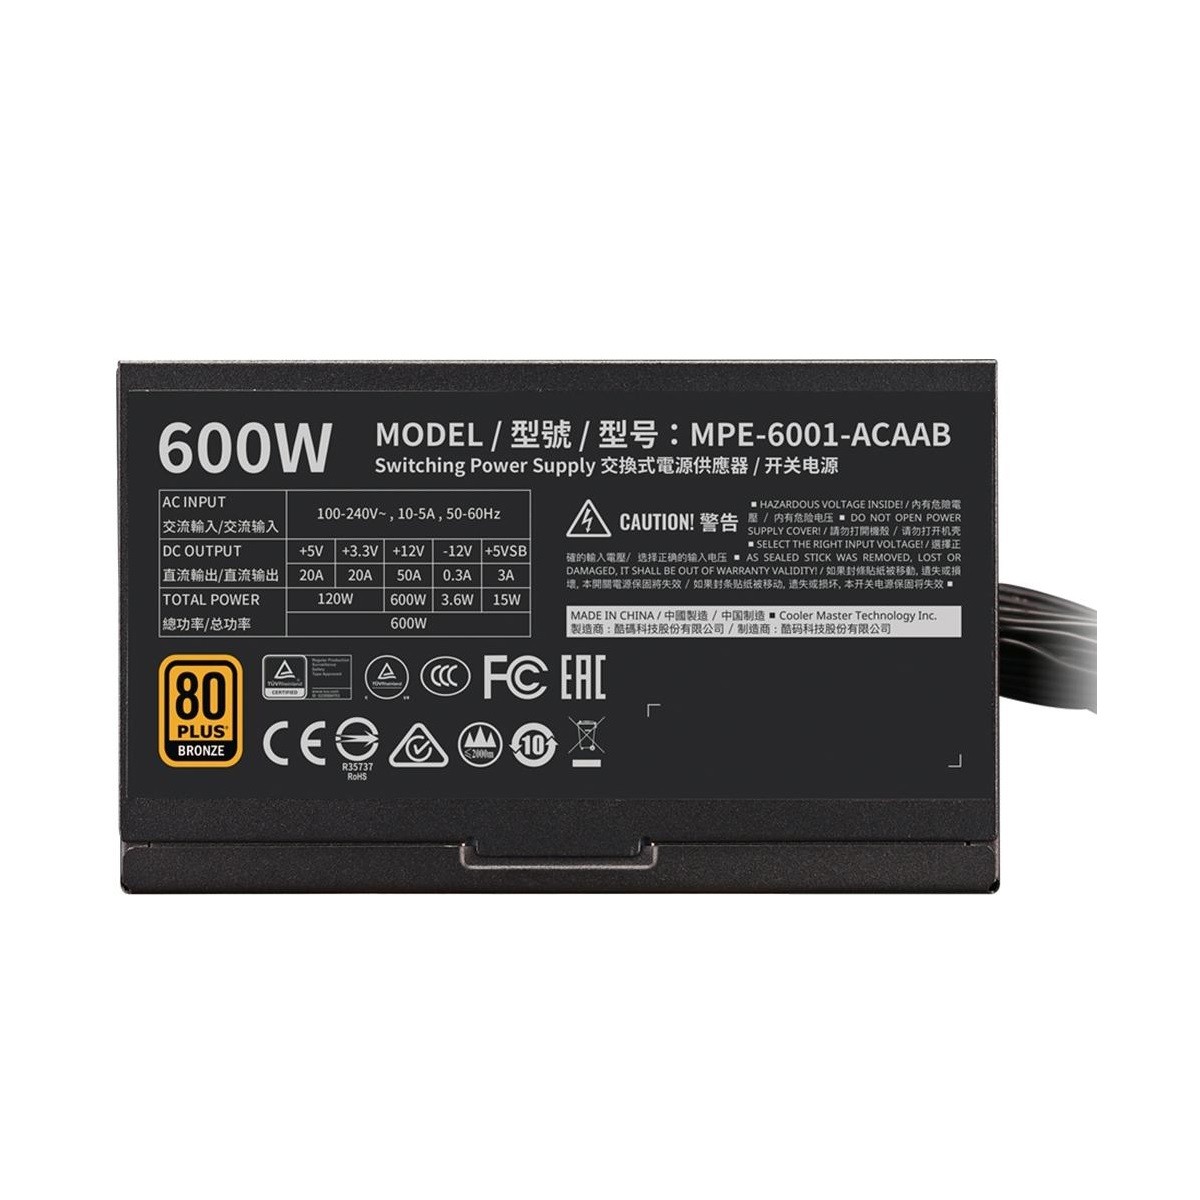 600W
MODEL / 型號 / 型号：MPE-6001-ACAAB
Switching Power Supply 交換式電源供應器 / 开关电源
AC INPUT
交流輸入/交流输入
100-240V~ , 10-5A , 50-60Hz
DC OUTPUT +5V +3.3V +12V -12V +5VSB
直流輸出/直流输出 20A 20A 50A 0.3A 3A
TOTAL POWER 120W 600W 3.6W 15W
總功率/总功率 600W
CAUTION! 警告
■ HAZARDOUS VOLTAGE INSIDE! / 內有危險電
壓 / 内有危险电压 ■ DO NOT OPEN POWER
SUPPLY COVER! / 請勿打開機殼 / 请勿打开机壳
■ SELECT THE RIGHT INPUT VOLTAGE! / 選擇正
確的輸入電壓/ 选择正确的输入电压 ■ AS SEALED STICK WAS REMOVED, LOST OR
DAMAGED, IT SHALL BE OUT OF WARRANTY VALIDITY! / 如果封條貼紙被移動, 遺失或損
壞, 本開關電源保固將失效 / 如果封条贴纸被移动, 遗失或损坏, 本开关电源保固将失效 ■
MADE IN CHINA / 中國製造 / 中国制造 ■ Cooler Master Technology Inc.
製造商：酷碼科技股份有限公司 / 制造商：酷码科技股份有限公司
80
PLUS
BRONZE
TÜVRheinland
CERTIFIED
Regular Production
Surveillance
Safety
Type Approved
TÜVRheinland
C US
CCC
FC
EAC
CE
R35737
RoHS
≤2000m
10